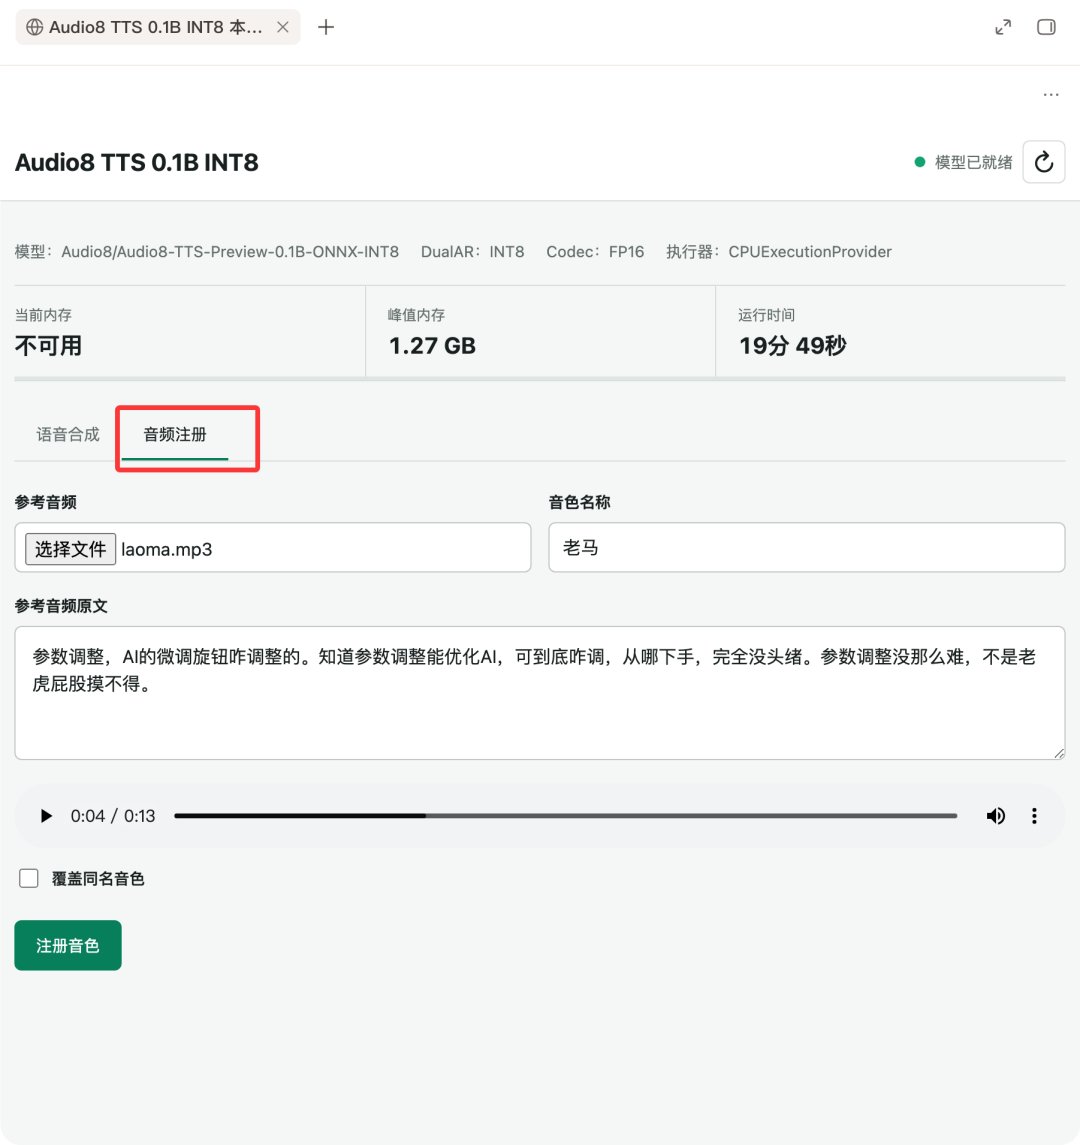 Audio8 TTS 0.1B INT8 本...
Audio8 TTS 0.1B INT8
模型已就绪
模型：Audio8/Audio8-TTS-Preview-0.1B-ONNX-INT8 DualAR：INT8 Codec：FP16 执行器：CPUExecutionProvider
当前内存
不可用
峰值内存
1.27 GB
运行时间
19分 49秒
语音合成
音频注册
参考音频
选择文件 laoma.mp3
音色名称
老马
参考音频原文
参数调整，AI的微调旋钮咋调整的。知道参数调整能优化AI，可到底咋调，从哪下手，完全没头绪。参数调整没那么难，不是老
虎屁股摸不得。
0:04 / 0:13
覆盖同名音色
注册音色